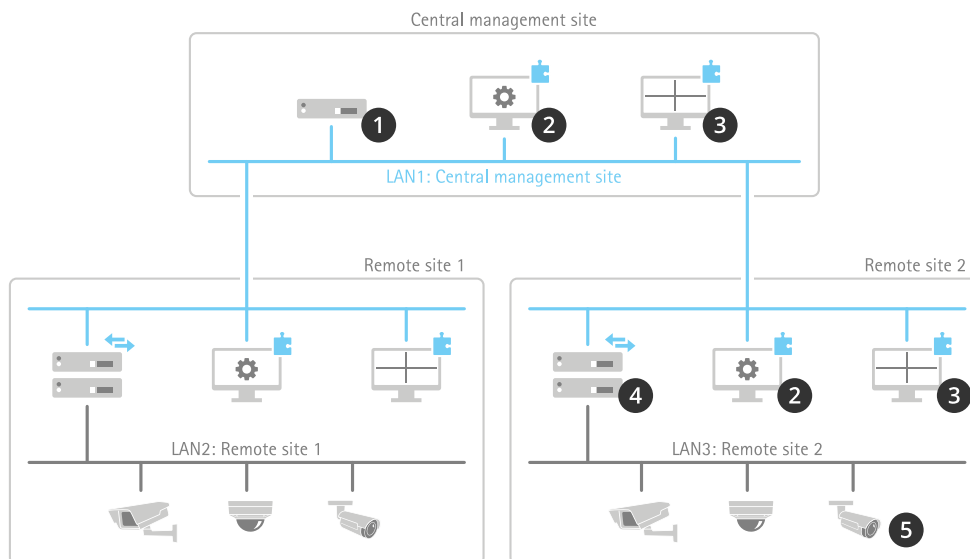 Central management site
1
2
3
LAN1: Central management site
Remote site 1
Remote site 2
4
2
3
LAN2: Remote site 1
LAN3: Remote site 2
5